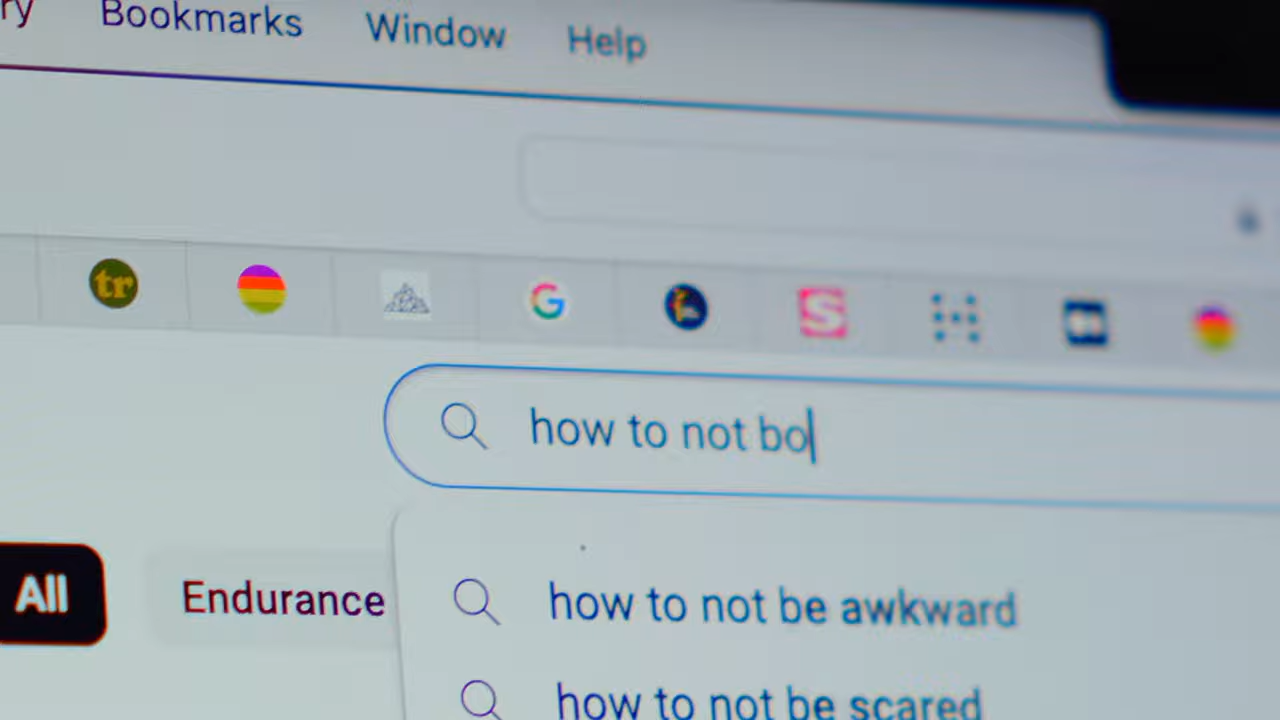 ry Bookmarks Window Help
tr G S
how to not bo
All Endurance
how to not be awkward
how to not be scared